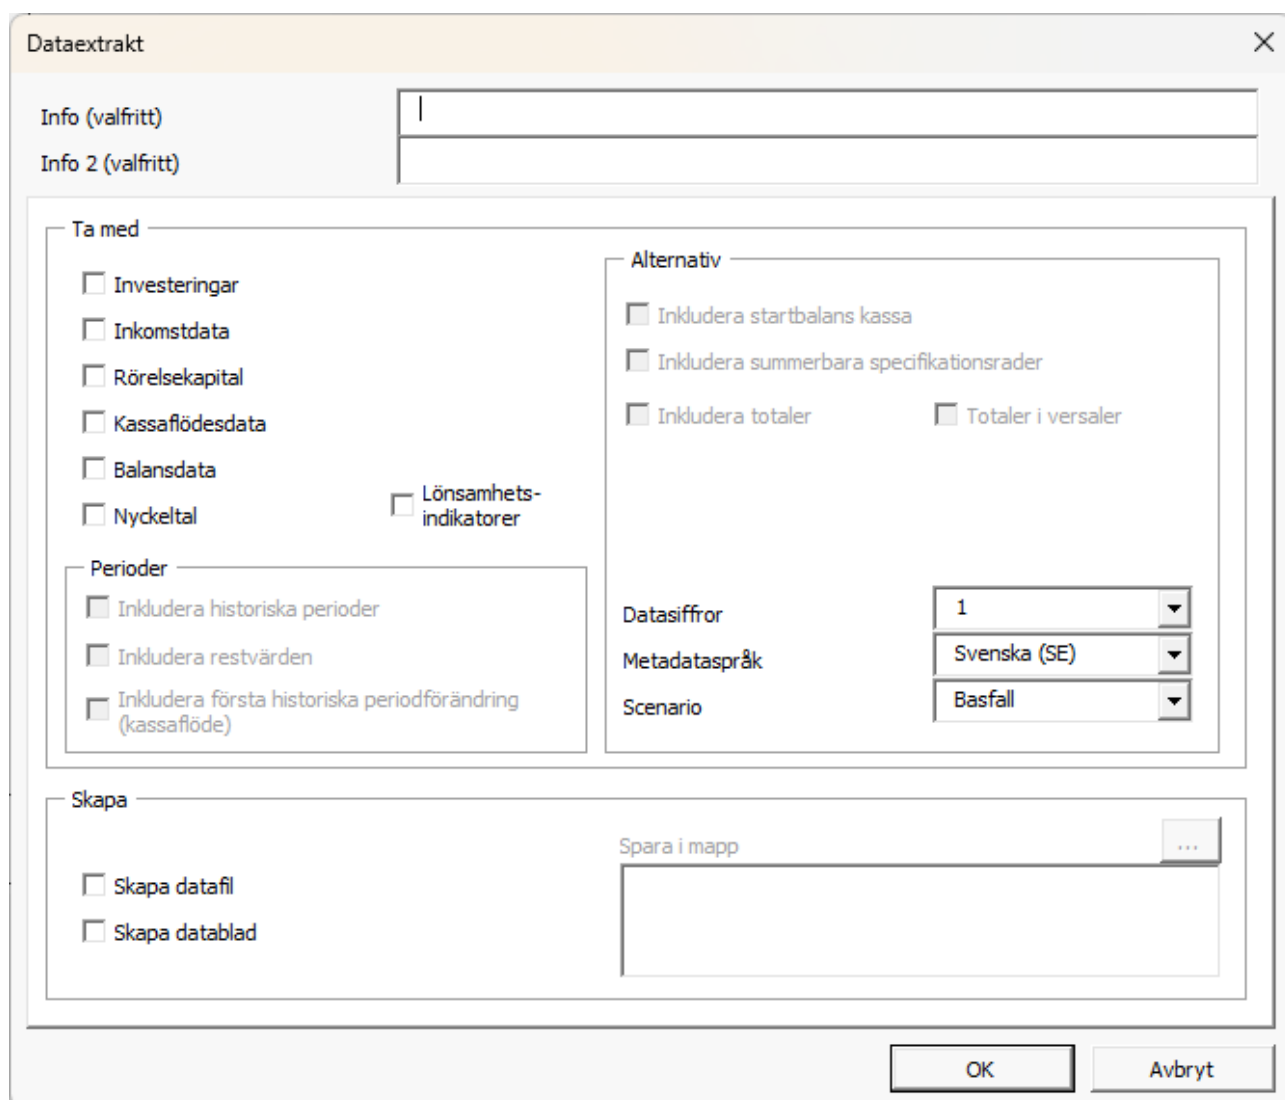 Dataextrakt
Info (valfritt)
Info 2 (valfritt)
Ta med
Investeringar
Inkomstdata
Rörelsekapital
Kassaflödesdata
Balansdata
Nyckeltal
Lönsamhets-
indikatorer
Perioder
Inkludera historiska perioder
Inkludera restvärden
Inkludera första historiska periodförändring
(kassaflöde)
Alternativ
Inkludera startbalans kassa
Inkludera summerbara specifikationsrader
Inkludera totaler
Totaler i versaler
Datasiffror
1
Metadataspråk
Svenska (SE)
Scenario
Basfall
Skapa
Skapa datafil
Skapa datablad
Spara i mapp
...
OK
Avbryt